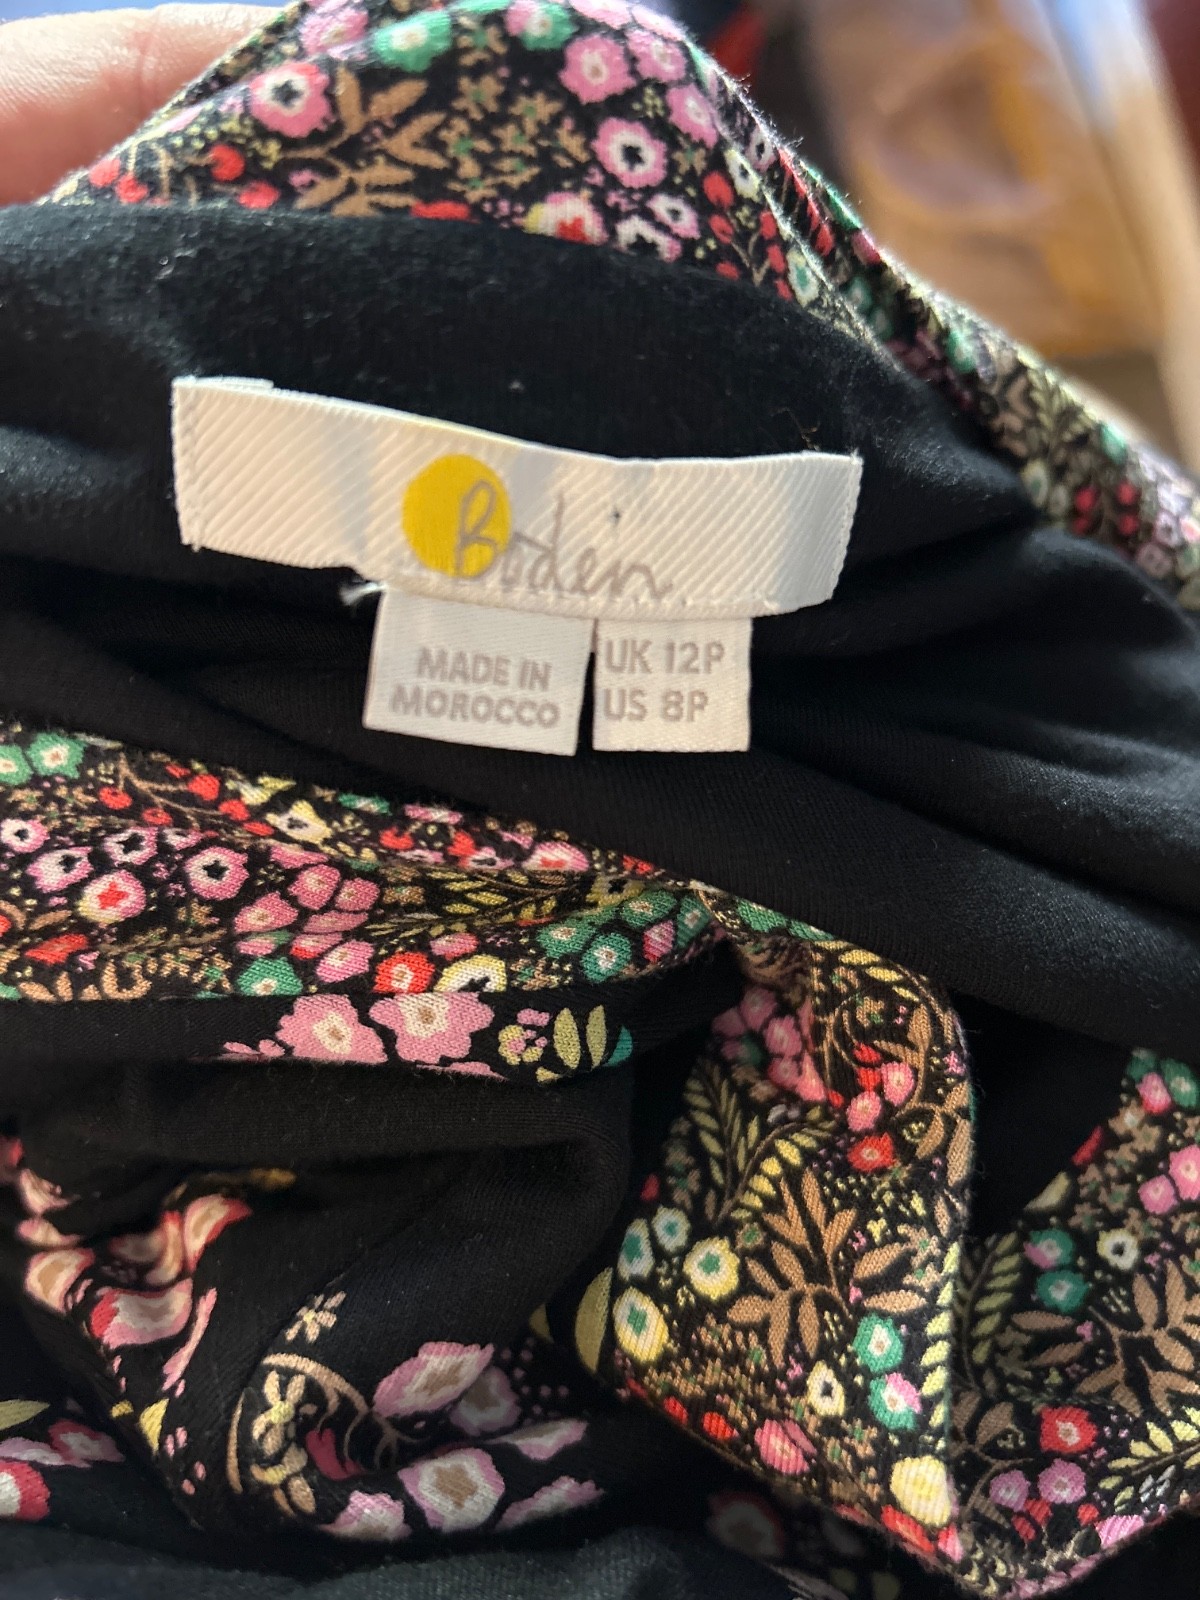 Boden
MADE IN
MOROCCO
UK 12P
US 8P